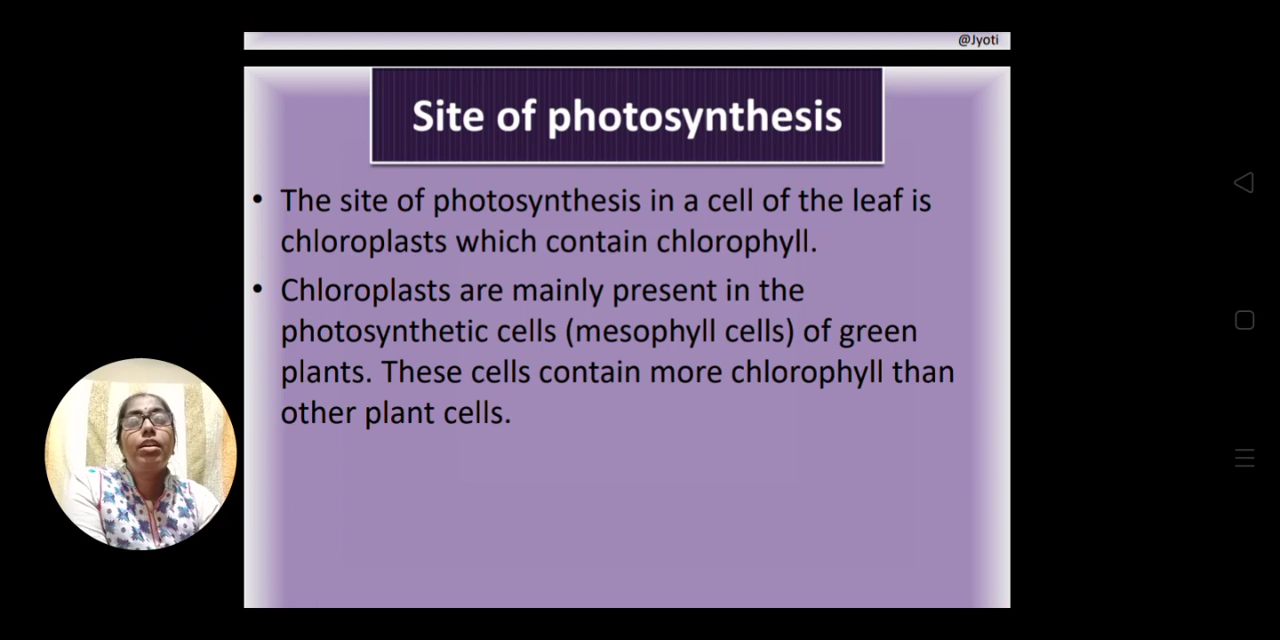 @Jyoti
Site of photosynthesis
• The site of photosynthesis in a cell of the leaf is
chloroplasts which contain chlorophyll.
• Chloroplasts are mainly present in the
photosynthetic cells (mesophyll cells) of green
plants. These cells contain more chlorophyll than
other plant cells.